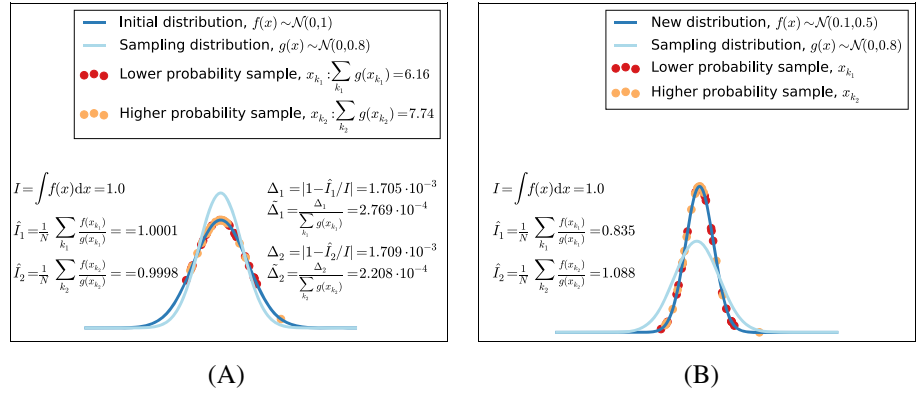 Initial distribution, f(x) ∼ 𝒩(0,1)
Sampling distribution, g(x) ∼ 𝒩(0,0.8)
Lower probability sample, x_{k_1} : ∑_{k_1} g(x_{k_1}) = 6.16
Higher probability sample, x_{k_2} : ∑_{k_2} g(x_{k_2}) = 7.74
I = ∫ f(x)dx = 1.0
Î_1 = 1/N ∑_{k_1} f(x_{k_1})/g(x_{k_1}) = =1.0001
Î_2 = 1/N ∑_{k_2} f(x_{k_2})/g(x_{k_2}) = =0.9998
Δ_1 = |1−Î_1/I| = 1.705 · 10^{−3}
Δ̃_1 = Δ_1/∑_{k_1} g(x_{k_1}) = 2.769 · 10^{−4}
Δ_2 = |1−Î_2/I| = 1.709 · 10^{−3}
Δ̃_2 = Δ_2/∑_{k_2} g(x_{k_2}) = 2.208 · 10^{−4}
(A)
New distribution, f(x) ∼ 𝒩(0.1,0.5)
Sampling distribution, g(x) ∼ 𝒩(0,0.8)
Lower probability sample, x_{k_1}
Higher probability sample, x_{k_2}
I = ∫ f(x)dx = 1.0
Î_1 = 1/N ∑_{k_1} f(x_{k_1})/g(x_{k_1}) = 0.835
Î_2 = 1/N ∑_{k_2} f(x_{k_2})/g(x_{k_2}) = 1.088
(B)